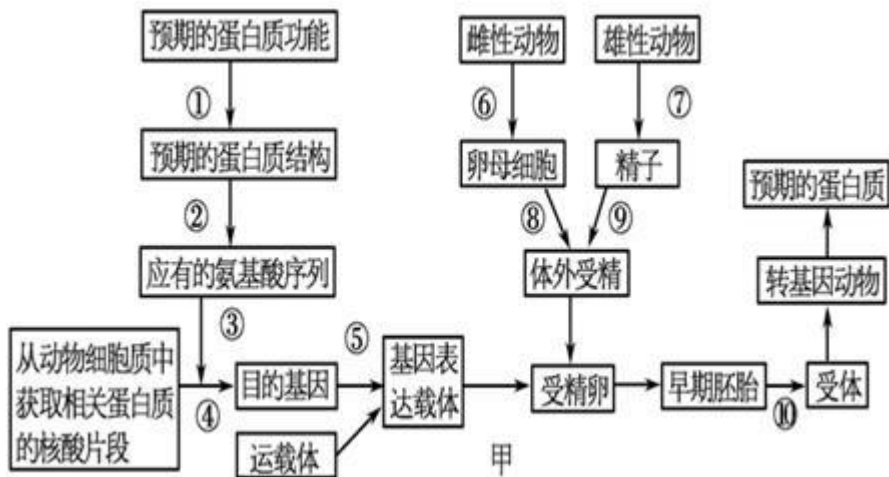 预期的蛋白质功能
雌性动物
雄性动物
①
⑥
⑦
预期的蛋白质结构
卵母细胞
精子
预期的蛋白质
②
⑧
⑨
应有的氨基酸序列
体外受精
转基因动物
③
从动物细胞质中
获取相关蛋白质
的核酸片段
④
目的基因
⑤
基因表
达载体
受精卵
早期胚胎
⑩
受体
运载体
甲